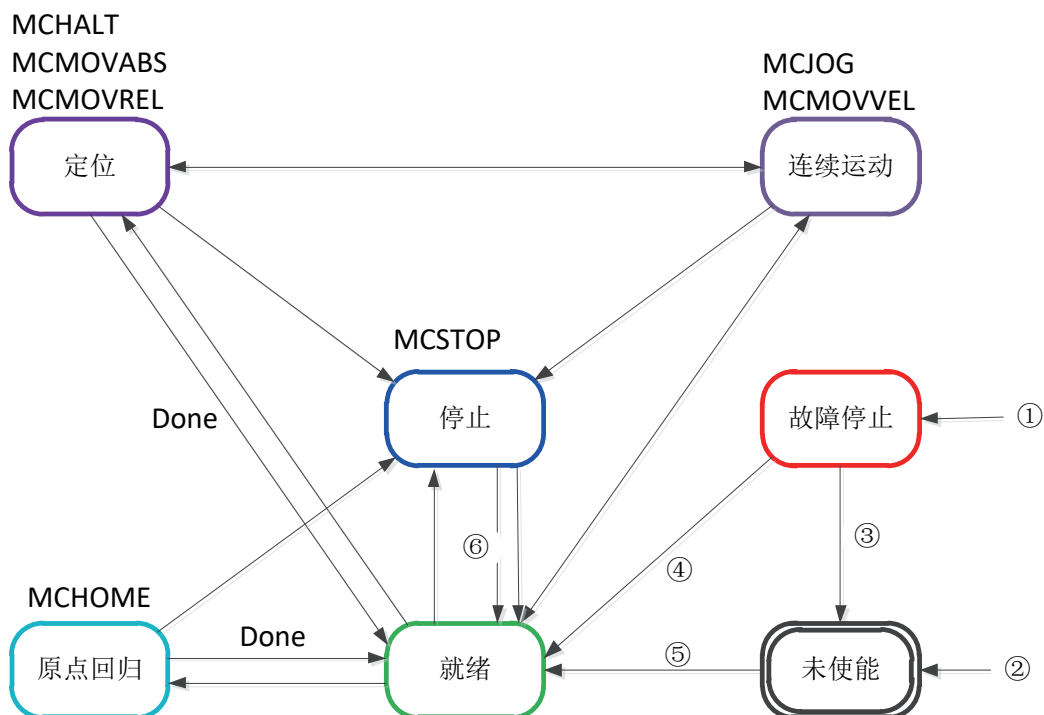 MCHALT
MCMOVABS
MCMOVREL
MCJOG
MCMOVVEL
定位
连续运动
MCSTOP
停止
故障停止
①
Done
⑥
③
④
MCHOME
Done
原点回归
就绪
⑤
未使能
②